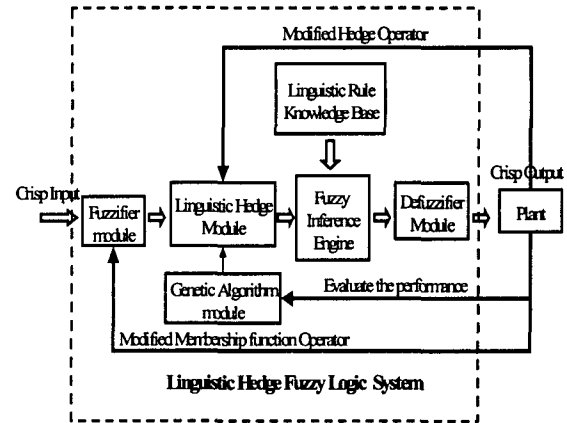 Modified Hedge Operator
Linguistic Rule
Knowledge Base
Crisp Input
Crisp Output
Fuzzifier
module
Linguistic Hedge
Module
Fuzzy
Inference
Engine
Defuzzifier
Module
Plant
Genetic Algorithm
module
Evaluate the performance
Modified Membership function Operator
Linguistic Hedge Fuzzy Logic System